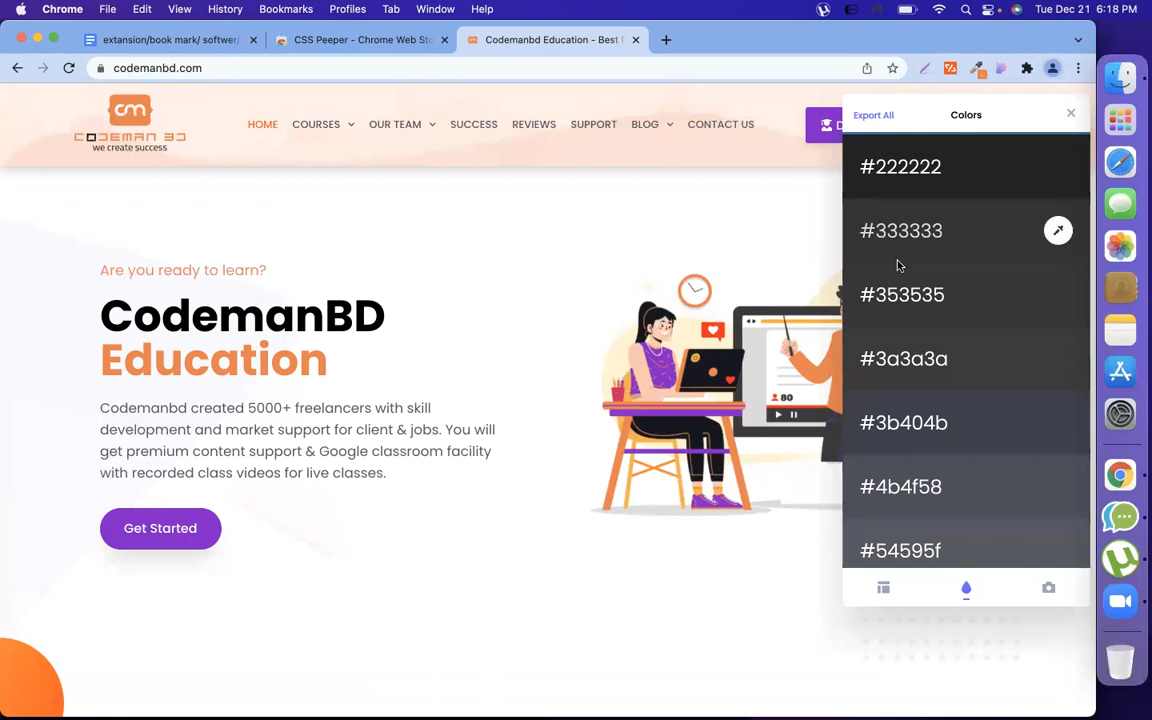 Chrome File Edit View History Bookmarks Profiles Tab Window Help Tue Dec 21 6:18 PM
extansion/book mark/ softwer/ CSS Peeper - Chrome Web Sto Codemanbd Education - Best F
codemanbd.com
cm
CODEMAN BD
we create success
HOME COURSES OUR TEAM SUCCESS REVIEWS SUPPORT BLOG CONTACT US
Export All Colors
#222222
#333333
#353535
#3a3a3a
#3b404b
#4b4f58
#54595f
Are you ready to learn?
CodemanBD
Education
Codemanbd created 5000+ freelancers with skill
development and market support for client & jobs. You will
get premium content support & Google classroom facility
with recorded class videos for live classes.
Get Started
80